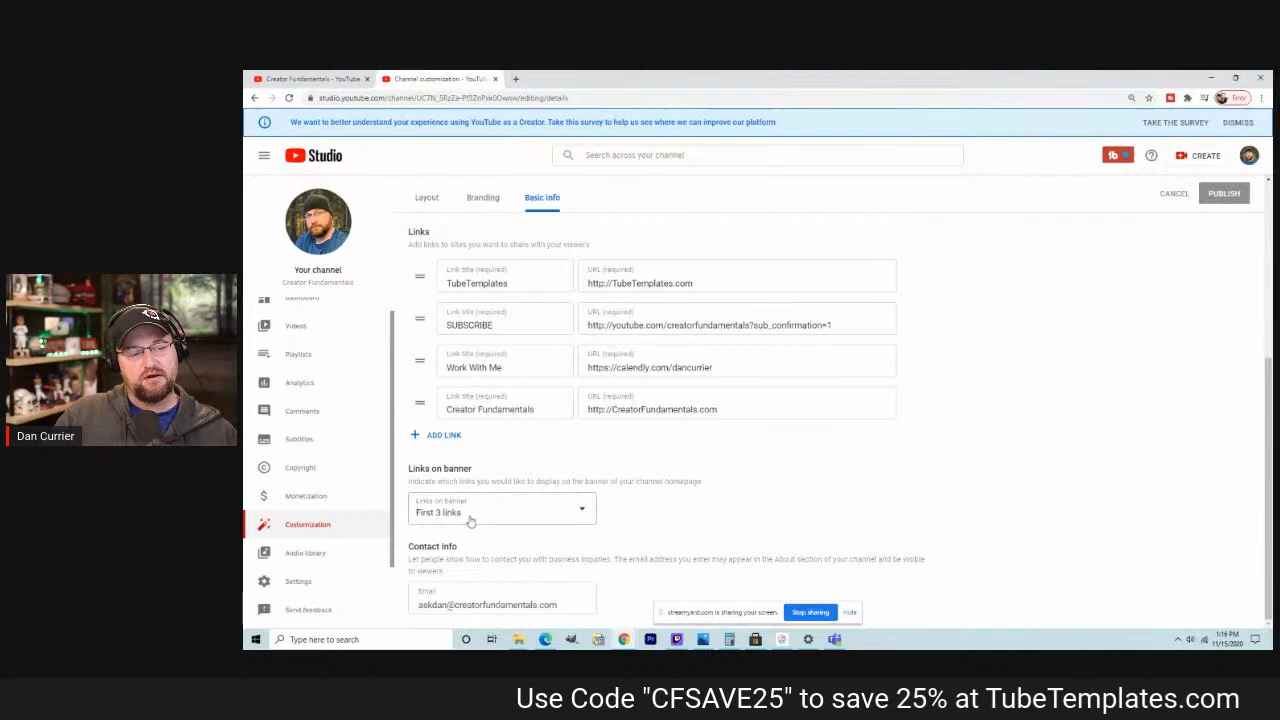 Creator Fundamentals - YouTube
Channel customization - YouTub
studio.youtube.com/channel/UC7N_5RzZa-Pf3ZnPxk0Ownw/editing/details
Error
We want to better understand your experience using YouTube as a Creator. Take this survey to help us see where we can improve our platform
TAKE THE SURVEY
DISMISS
Studio
Search across your channel
tb
CREATE
Layout
Branding
Basic info
CANCEL
PUBLISH
Your channel
Creator Fundamentals
Dashboard
Videos
Playlists
Analytics
Comments
Subtitles
Copyright
Monetization
Customization
Audio library
Settings
Send feedback
Links
Add links to sites you want to share with your viewers
Link title (required)
TubeTemplates
URL (required)
http://TubeTemplates.com
Link title (required)
SUBSCRIBE
URL (required)
http://youtube.com/creatorfundamentals?sub_confirmation=1
Link title (required)
Work With Me
URL (required)
https://calendly.com/dancurrier
Link title (required)
Creator Fundamentals
URL (required)
http://CreatorFundamentals.com
ADD LINK
Links on banner
Indicate which links you would like to display on the banner of your channel homepage
Links on banner
First 3 links
Contact info
Let people know how to contact you with business inquiries. The email address you enter may appear in the About section of your channel and be visible
to viewers.
Email
askdan@creatorfundamentals.com
streamyard.com is sharing your screen.
Stop sharing
Hide
Type here to search
1:16 PM
11/15/2020
Dan Currier
Use Code "CFSAVE25" to save 25% at TubeTemplates.com